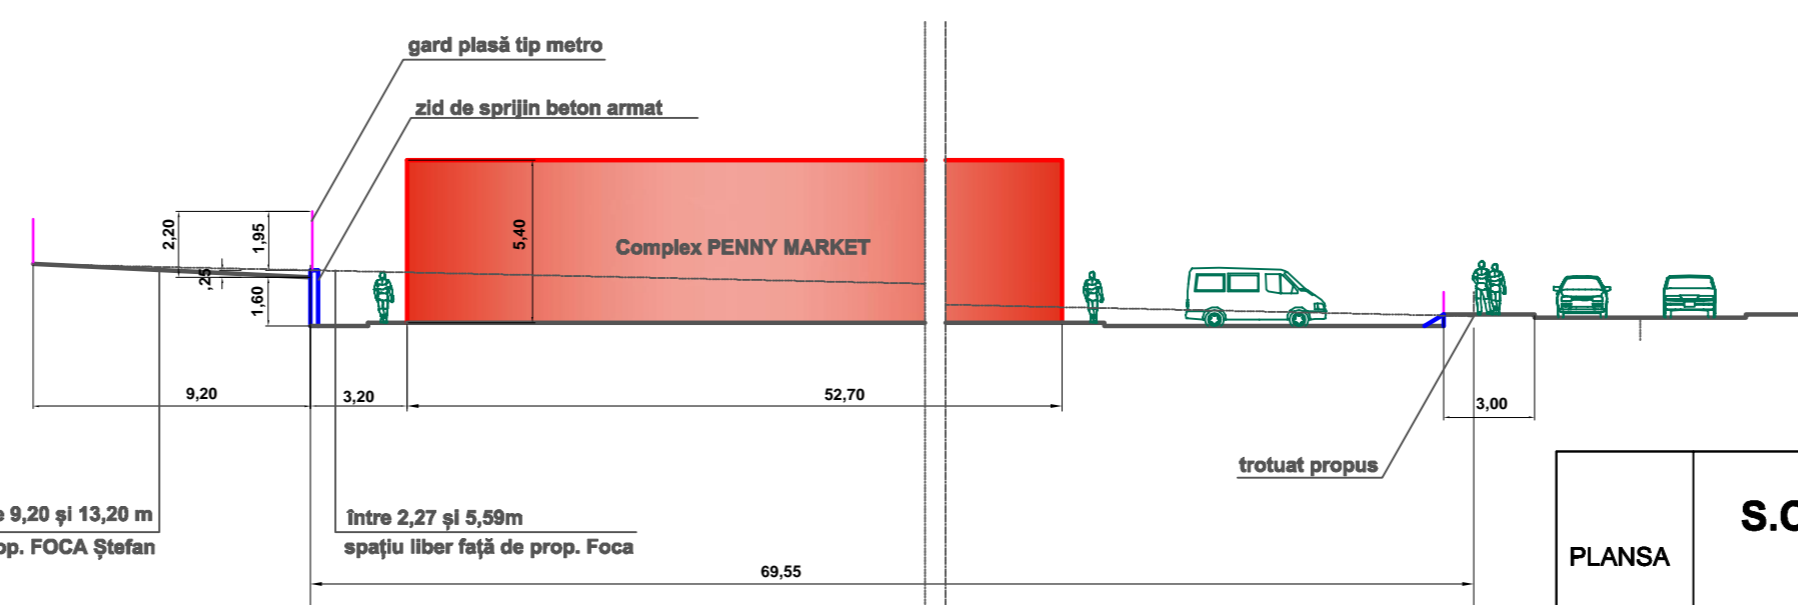 gard plasă tip metro
zid de sprijin beton armat
2,20
1,95
,25
1,60
5,40
Complex PENNY MARKET
9,20
3,20
52,70
3,00
trotuat propus
9,20 și 13,20 m
FOCA Ștefan
între 2,27 și 5,59m
spațiu liber față de prop. Foca
69,55
PLANSA